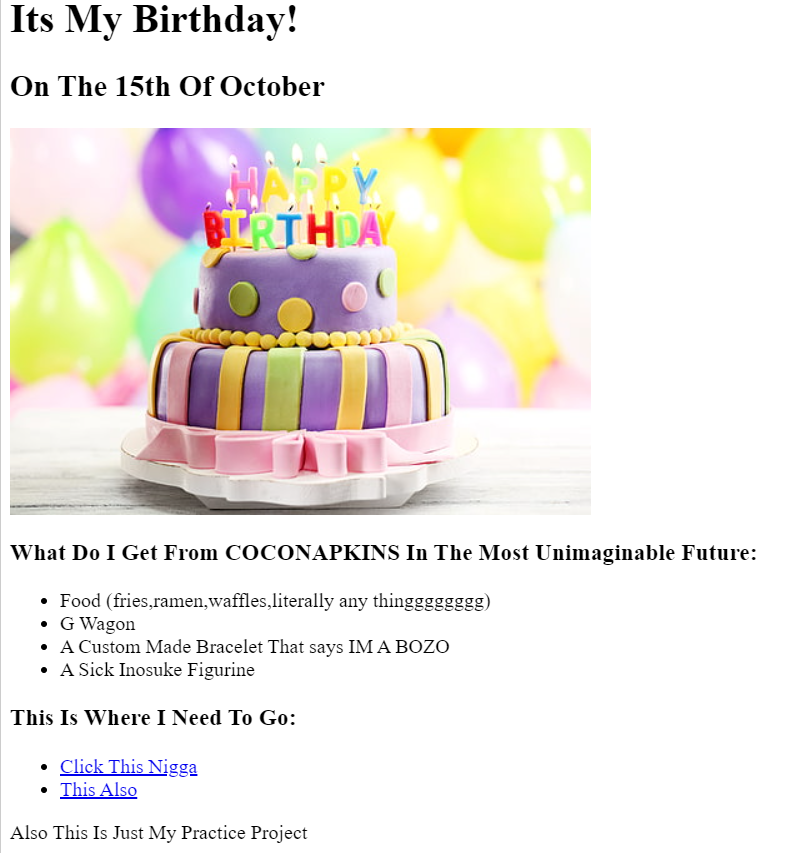 Its My Birthday!
On The 15th Of October
HAPPY
BIRTHDAY
What Do I Get From COCONAPKINS In The Most Unimaginable Future:
Food (fries,ramen,waffles,literally any thinggggggggg)
G Wagon
A Custom Made Bracelet That says IM A BOZO
A Sick Inosuke Figurine
This Is Where I Need To Go:
Click This Nigga
This Also
Also This Is Just My Practice Project